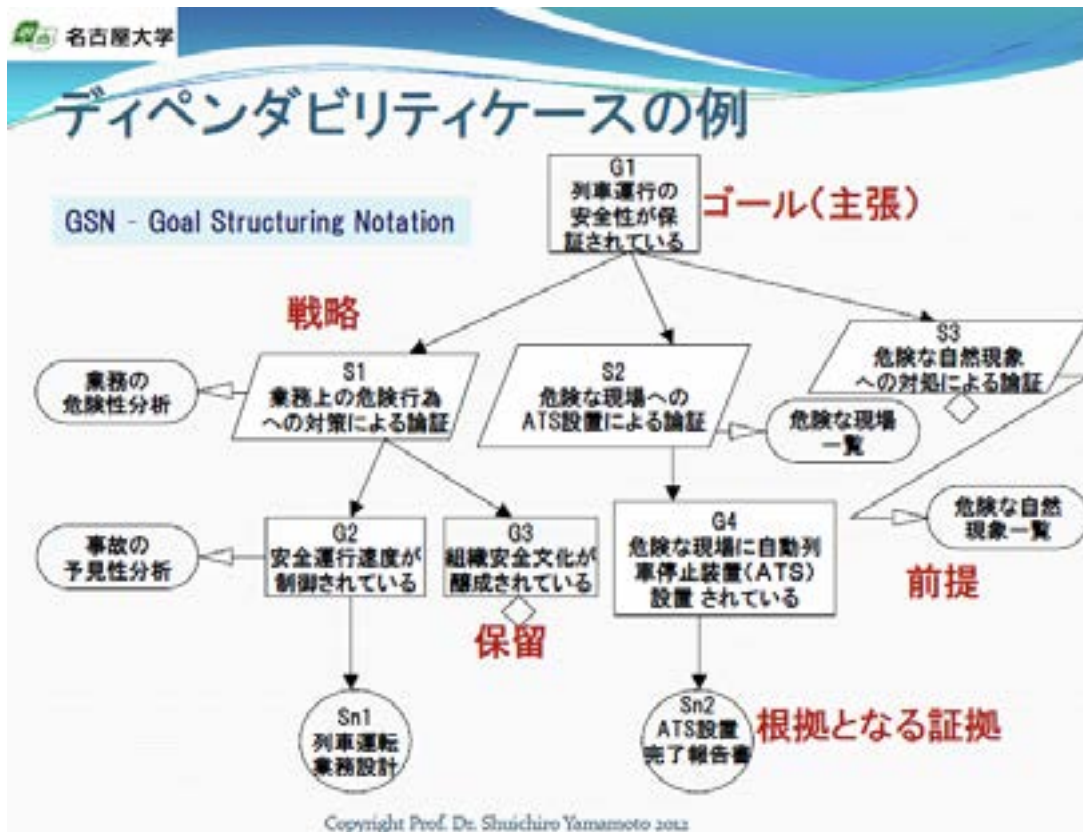 名古屋大学
ディペンダビリティケースの例
GSN - Goal Structuring Notation
G1
列車運行の
安全性が保
証されている
ゴール(主張)
戦略
業務の
危険性分析
S1
業務上の危険行為
への対策による論証
S2
危険な現場への
ATS設置による論証
S3
危険な自然現象
への対処による論証
危険な現場
一覧
危険な自然
現象一覧
事故の
予見性分析
G2
安全運行速度が
制御されている
G3
組織安全文化が
醸成されている
G4
危険な現場に自動列
車停止装置(ATS)
設置 されている
前提
保留
Sn1
列車運転
業務設計
Sn2
ATS設置
完了報告書
根拠となる証拠
Copyright Prof. Dr. Shuichiro Yamamoto 2012